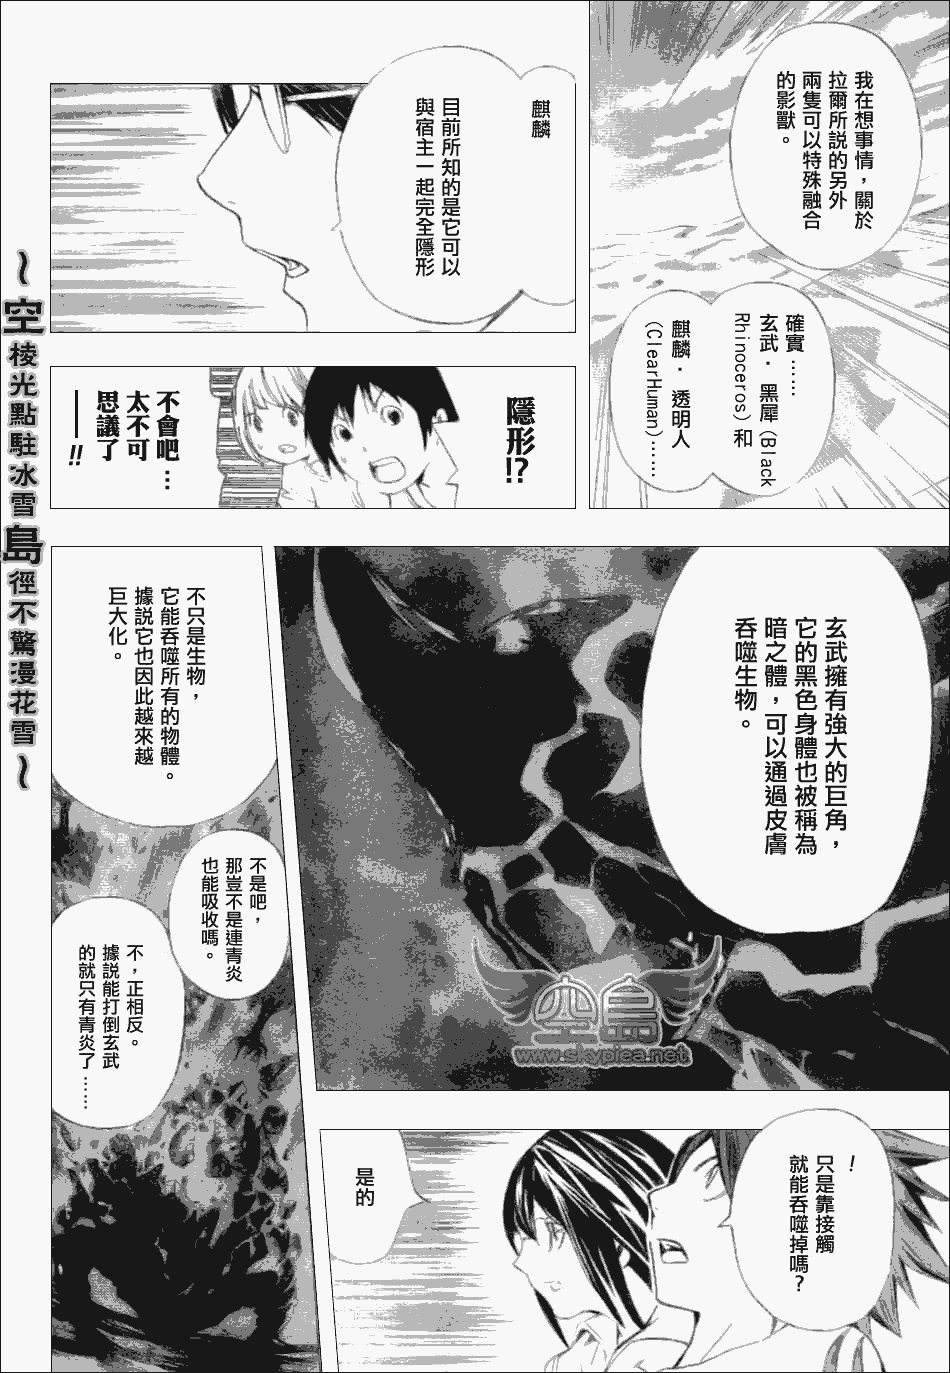 我在想事情，關於
拉爾所説的另外
兩隻可以特殊融合
的影獸。
確實……
玄武．黑犀（Black
Rhinoceros）和
麒麟．透明人
（ClearHuman）……
麒麟
目前所知的是它可以
與宿主一起完全隱形
隱形!?
不會吧…
太不可
思議了
——!!
玄武擁有強大的巨角，
它的黑色身體也被稱為
暗之體，可以通過皮膚
吞噬生物。
不只是生物，
它能吞噬所有的物體。
據説它也因此越來越
巨大化。
不是吧，
那豈不是連青炎
也能吸收嗎。
不，正相反。
據説能打倒玄武
的就只有青炎了……
！
只是靠接觸
就能吞噬掉嗎？
是的
～空棱光點駐冰雪島徑不驚漫花雪～
空島
www.skyplea.net